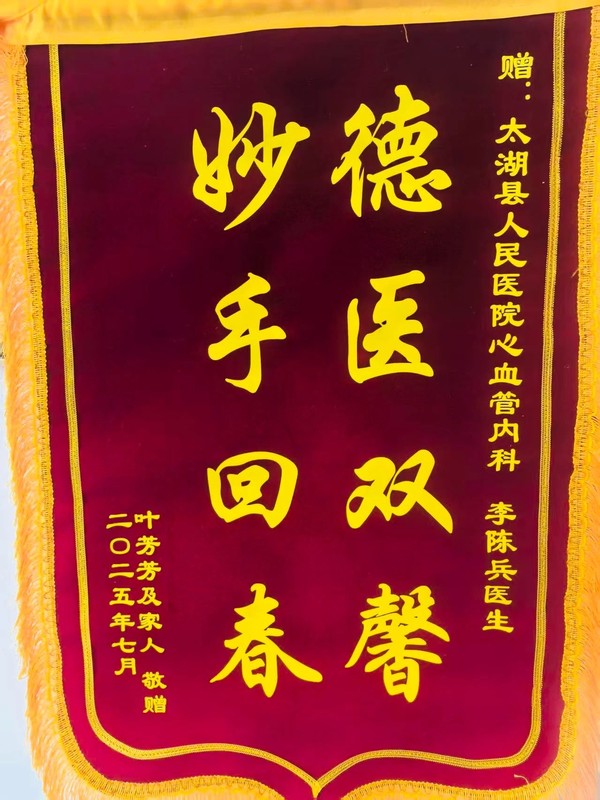 赠：太湖县人民医院心血管内科 李陈兵医生
德医双馨
妙手回春
叶芳芳及家人 敬赠
二〇二五年七月